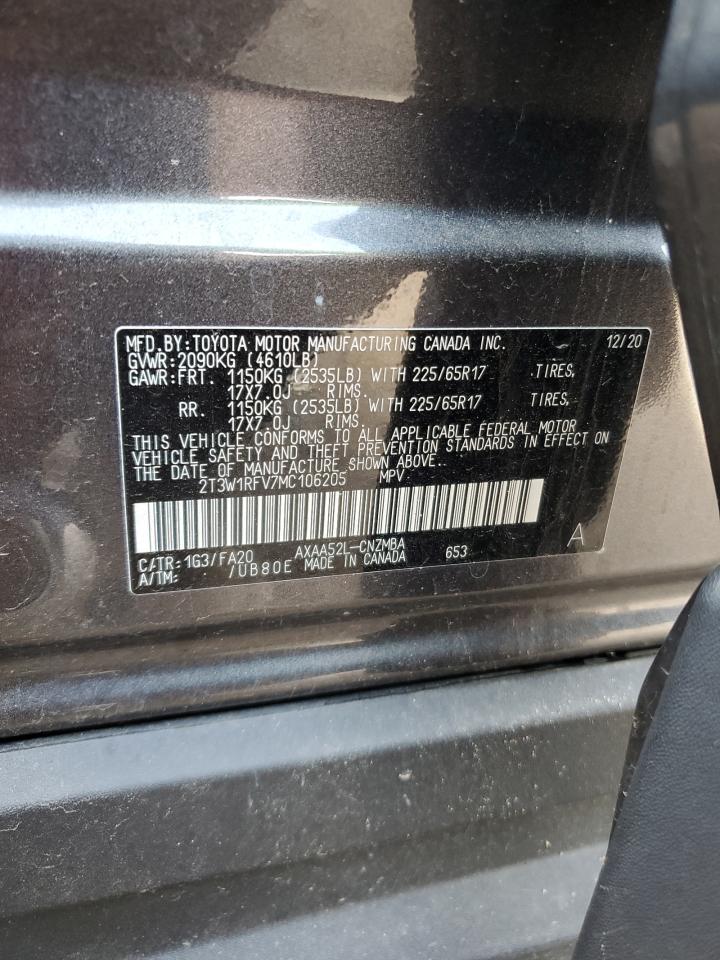 MFD.BY:TOYOTA MOTOR MANUFACTURING CANADA INC. 12/20
GVWR:2090KG (4610LB)
GAWR:FRT. 1150KG (2535LB) WITH 225/65R17 TIRES,
17X7.0J RIMS.
RR. 1150KG (2535LB) WITH 225/65R17 TIRES,
17X7.0J RIMS.
THIS VEHICLE CONFORMS TO ALL APPLICABLE FEDERAL MOTOR
VEHICLE SAFETY AND THEFT PREVENTION STANDARDS IN EFFECT ON
THE DATE OF MANUFACTURE SHOWN ABOVE.
2T3W1RFV7MC106205 MPV
C/TR:1G3/FA20 AXAA52L-CNZMBA 653 A
A/TM: /UB80E MADE IN CANADA